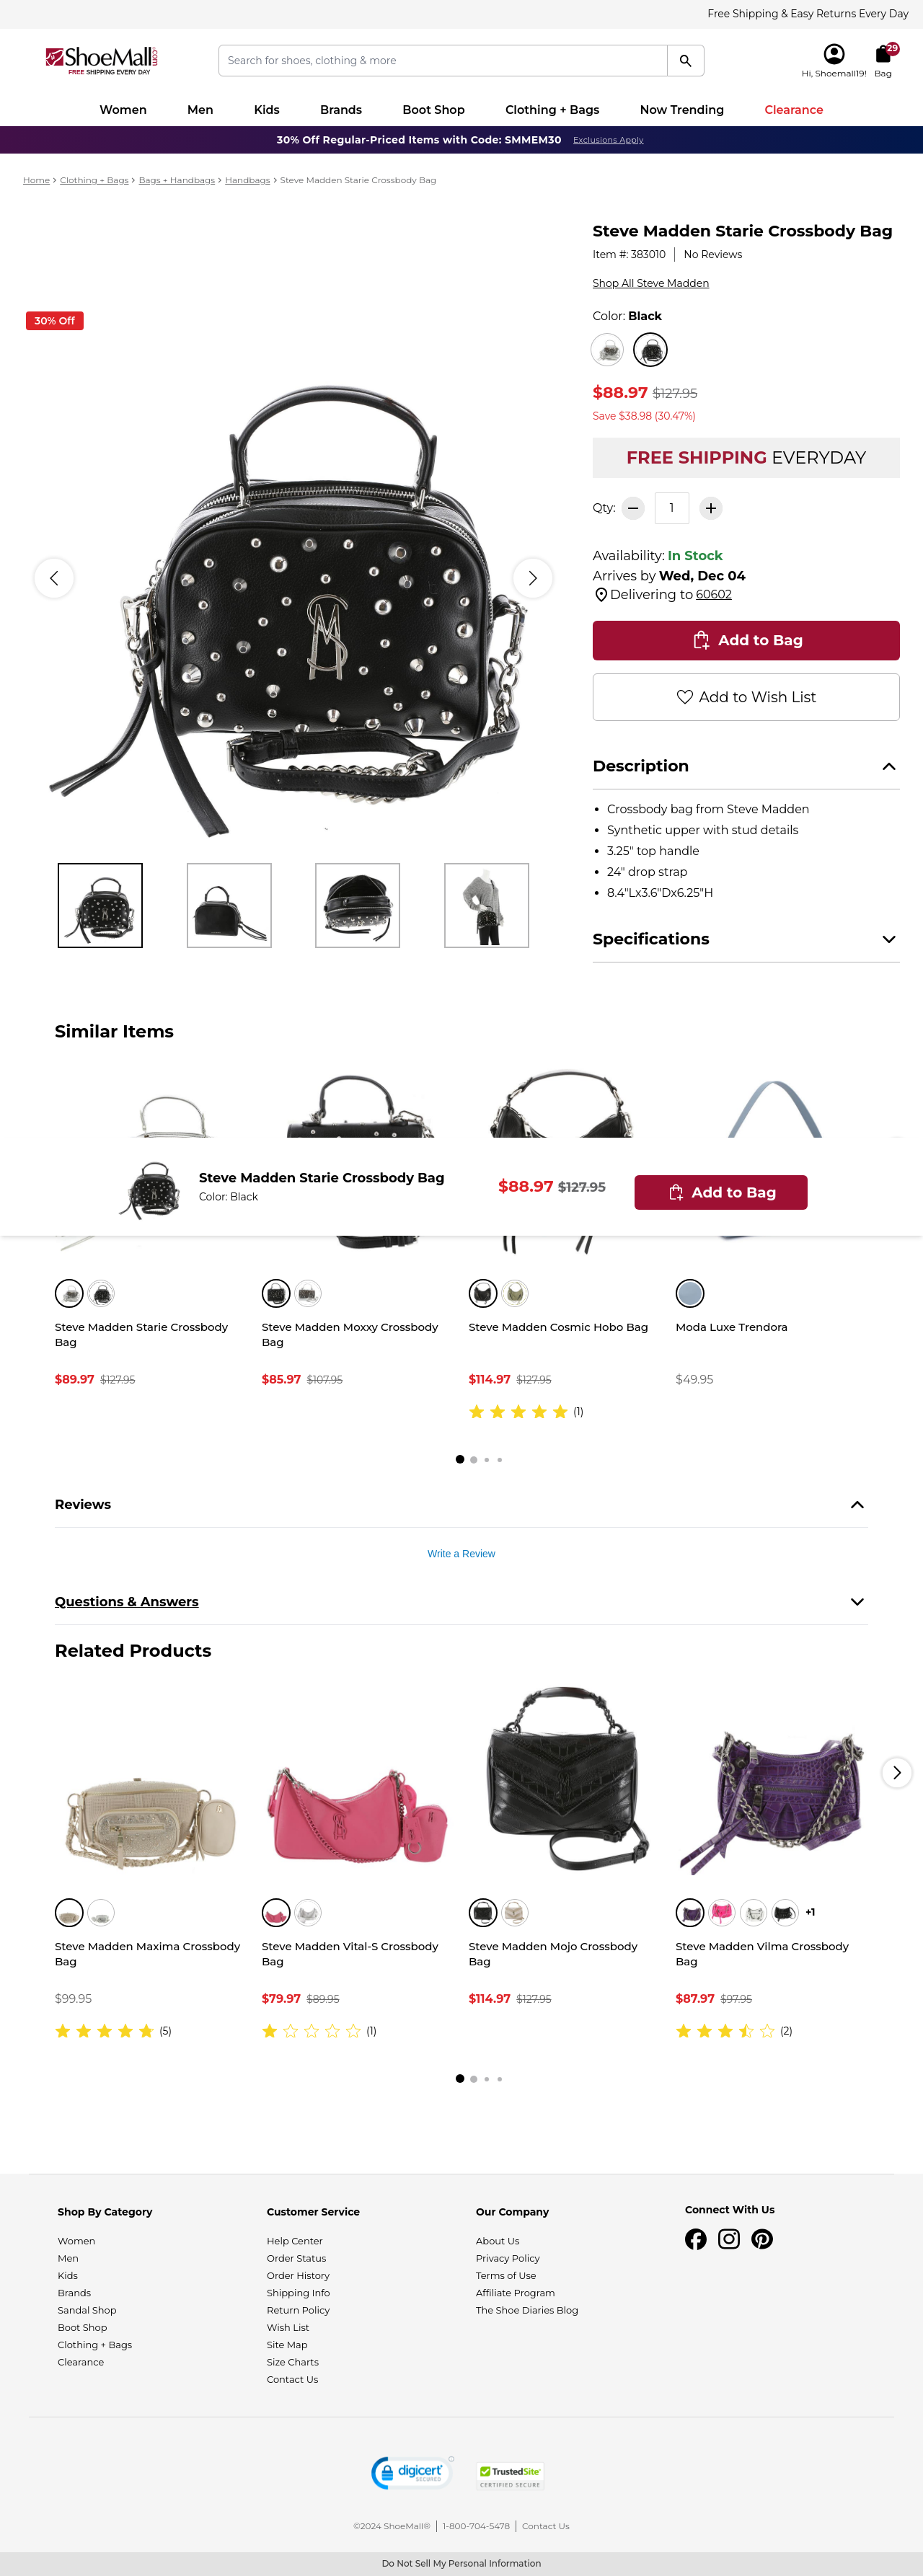 Free Shipping & Easy Returns Every Day
ShoeMall.com
FREE SHIPPING EVERY DAY
Search for shoes, clothing & more
Hi, Shoemall19!
29
Bag
Women Men Kids Brands Boot Shop Clothing + Bags Now Trending Clearance
30% Off Regular-Priced Items with Code: SMMEM30 Exclusions Apply
Home > Clothing + Bags > Bags + Handbags > Handbags > Steve Madden Starie Crossbody Bag
30% Off
Steve Madden Starie Crossbody Bag
Item #: 383010 No Reviews
Shop All Steve Madden
Color: Black
$88.97 $127.95
Save $38.98 (30.47%)
FREE SHIPPING EVERYDAY
Qty: 1
Availability: In Stock
Arrives by Wed, Dec 04
Delivering to 60602
Add to Bag
Add to Wish List
Description
• Crossbody bag from Steve Madden
• Synthetic upper with stud details
• 3.25" top handle
• 24" drop strap
• 8.4"Lx3.6"Dx6.25"H
Specifications
Similar Items
Steve Madden Starie Crossbody Bag
Color: Black
$88.97 $127.95
Add to Bag
Steve Madden Starie Crossbody
Bag
$89.97 $127.95
Steve Madden Moxxy Crossbody
Bag
$85.97 $107.95
Steve Madden Cosmic Hobo Bag
$114.97 $127.95
(1)
Moda Luxe Trendora
$49.95
Reviews
Write a Review
Questions & Answers
Related Products
Steve Madden Maxima Crossbody
Bag
$99.95
(5)
Steve Madden Vital-S Crossbody
Bag
$79.97 $89.95
(1)
Steve Madden Mojo Crossbody
Bag
$114.97 $127.95
+1
Steve Madden Vilma Crossbody
Bag
$87.97 $97.95
(2)
Shop By Category
Women
Men
Kids
Brands
Sandal Shop
Boot Shop
Clothing + Bags
Clearance
Customer Service
Help Center
Order Status
Order History
Shipping Info
Return Policy
Wish List
Site Map
Size Charts
Contact Us
Our Company
About Us
Privacy Policy
Terms of Use
Affiliate Program
The Shoe Diaries Blog
Connect With Us
digicert
SECURED
TrustedSite
CERTIFIED SECURE
©2024 ShoeMall® 1-800-704-5478 Contact Us
Do Not Sell My Personal Information